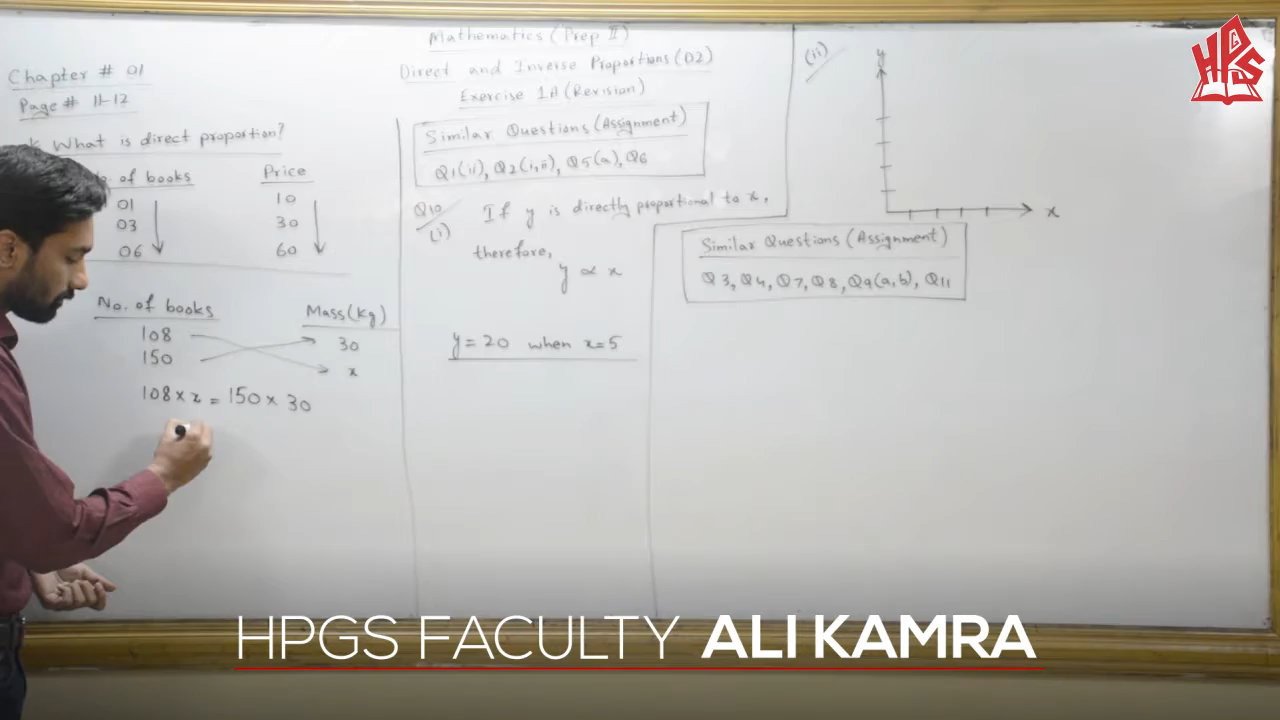 Mathematics (Prep II)
Direct and Inverse Proportions (02)
Exercise 1A (Revision)
Chapter # 01
Page # 11-12
What is direct proportion?
of books Price
01 10
03 30
06 60
No. of books Mass (Kg)
108 30
150 x
108 × x = 150 × 30
Similar Questions (Assignment)
Q1(ii), Q2(i, ii), Q5(a), Q6
Q10
(i) If y is directly proportional to x,
therefore,
y ∝ x
y = 20 when x=5
(ii)
y
x
Similar Questions (Assignment)
Q3, Q4, Q7, Q8, Q9(a, b), Q11
HPGS
HPGS FACULTY ALI KAMRA